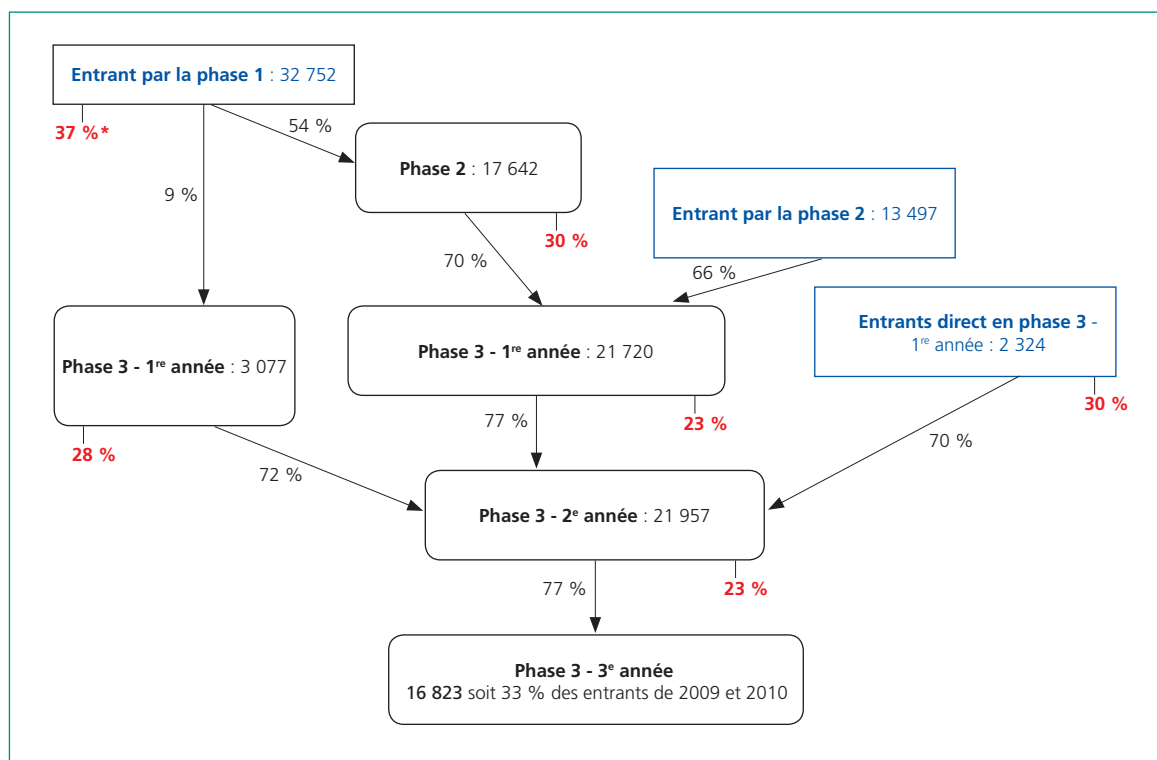 Entrant par la phase 1 : 32 752
37 %*
54 %
9 %
Phase 2 : 17 642
30 %
70 %
Entrant par la phase 2 : 13 497
66 %
Entrants direct en phase 3 -
1re année : 2 324
30 %
70 %
Phase 3 - 1re année : 3 077
28 %
72 %
Phase 3 - 1re année : 21 720
23 %
77 %
Phase 3 - 2e année : 21 957
23 %
77 %
Phase 3 - 3e année
16 823 soit 33 % des entrants de 2009 et 2010